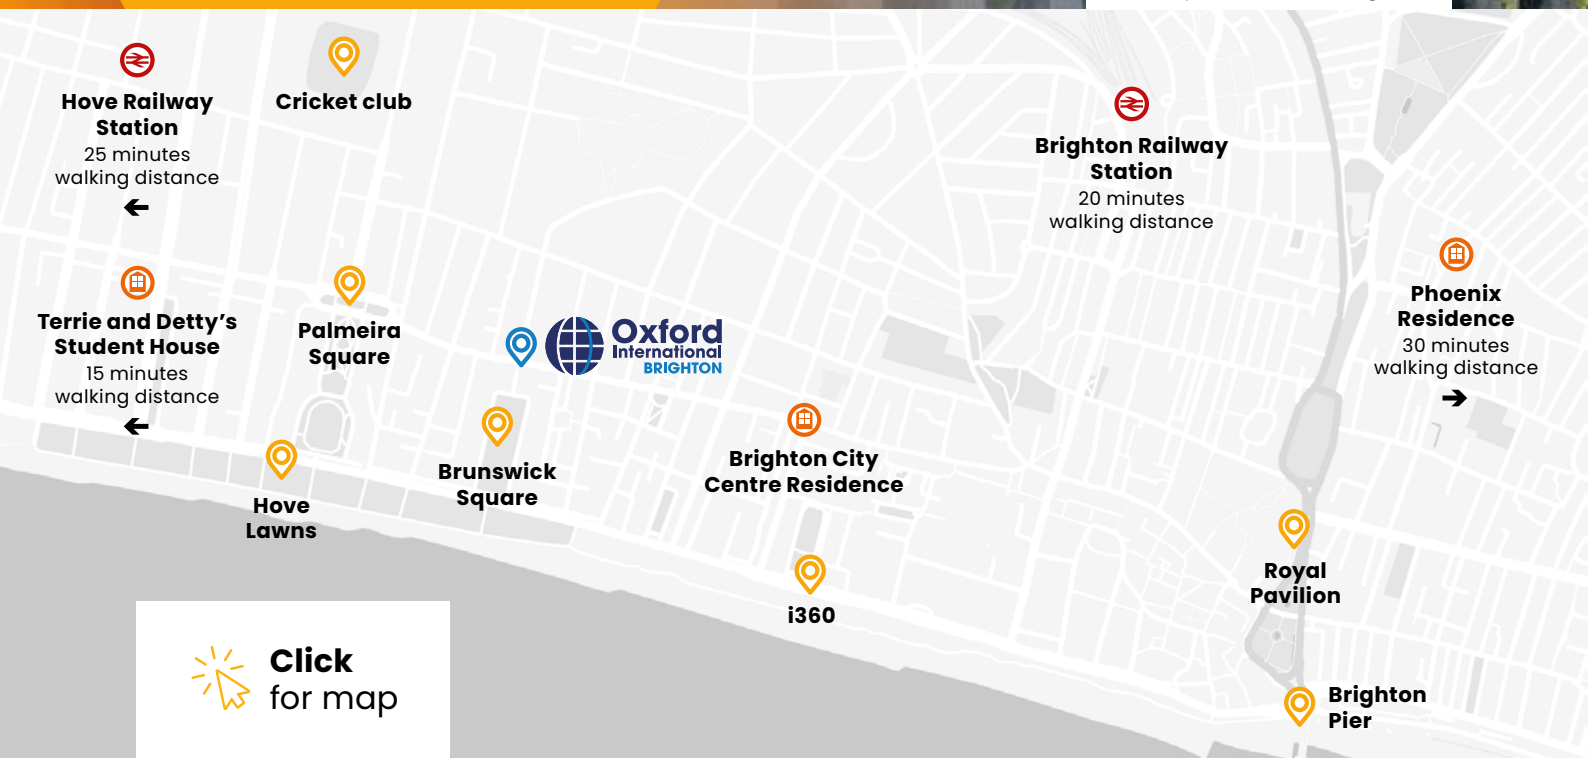 Hove Railway
Station
25 minutes
walking distance
Cricket club
Brighton Railway
Station
20 minutes
walking distance
Terrie and Detty's
Student House
15 minutes
walking distance
Palmeira
Square
Oxford
International
BRIGHTON
Phoenix
Residence
30 minutes
walking distance
Hove
Lawns
Brunswick
Square
Brighton City
Centre Residence
i360
Royal
Pavilion
Brighton
Pier
Click
for map